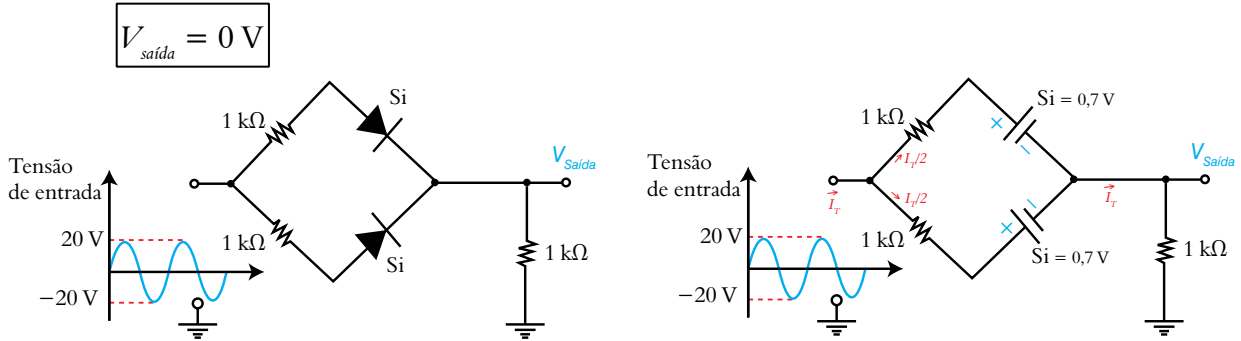 V_saída = 0 V
Si
1 kΩ
Tensão
de entrada
V_Saída
20 V
1 kΩ
Si
1 kΩ
−20 V
Si = 0,7 V
1 kΩ
+
−
Tensão
de entrada
I_T/2
V_Saída
I_T
I_T/2
I_T
−
20 V
1 kΩ
+
Si = 0,7 V
1 kΩ
−20 V